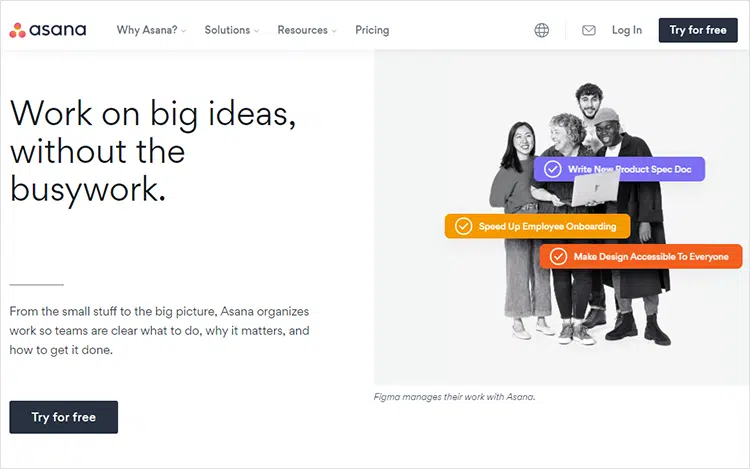 asana
Why Asana?
Solutions
Resources
Pricing
Log In
Try for free
Work on big ideas,
without the
busywork.
Write New Product Spec Doc
Speed Up Employee Onboarding
Make Design Accessible To Everyone
From the small stuff to the big picture, Asana organizes
work so teams are clear what to do, why it matters, and
how to get it done.
Figma manages their work with Asana.
Try for free